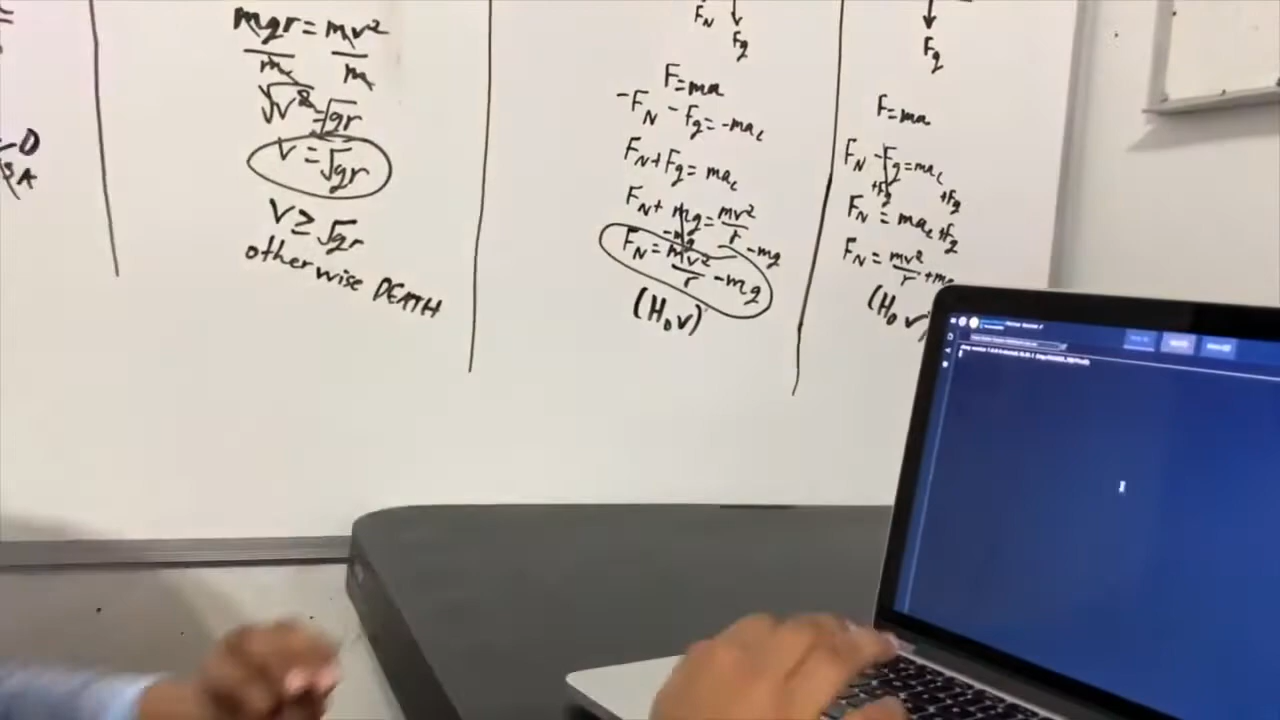 D
A
mgr = mv²
m m
√v² = √gr
v = √gr
v ≥ √gr
otherwise DEATH
F_N
F_g
F=ma
-F_N - F_g = -ma_c
F_N + F_g = ma_c
F_N + mg = mv²/r
-mg -mg
F_N = mv²/r - mg
(H₀ v)
F_g
F=ma
F_N - F_g = ma_c
+F_g +F_g
F_N = ma_c + F_g
F_N = mv²/r + mg
(H₀ v)